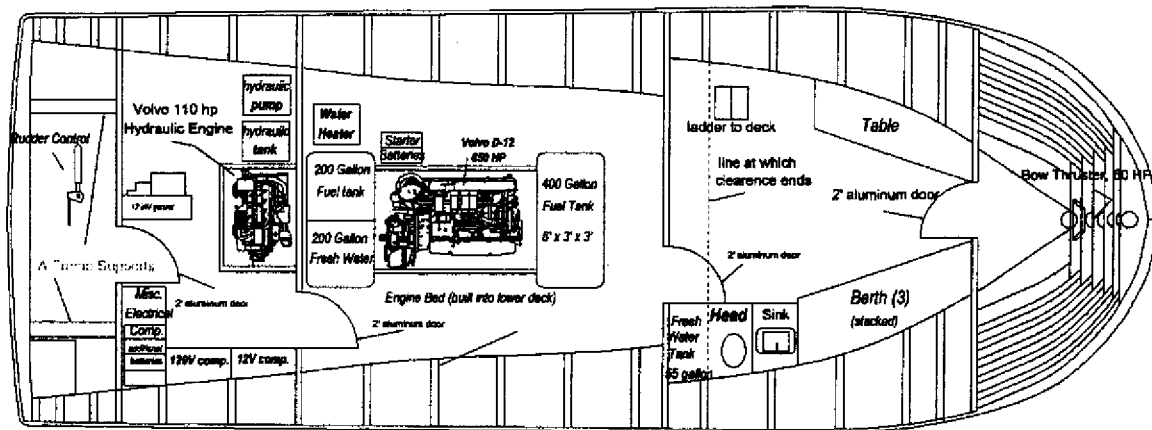 Rudder Control
A-Frame Supports
Volvo 110 hp
Hydraulic Engine
hydraulic
pump
hydraulic
tank
Misc.
Electrical
Comp.
additional
batteries
120V comp.
12V comp.
2' aluminum door
2' aluminum door
Water
Heater
200 Gallon
Fuel tank
200 Gallon
Fresh Water
Starter
Batteries
Volvo D-12
650 HP
400 Gallon
Fuel Tank
6' x 3' x 3'
Engine Bed (built into lower deck)
ladder to deck
line at which
clearence ends
Table
2' aluminum door
2' aluminum door
Fresh
Water
Tank
55 gallon
Head
Sink
Berth (3)
(stacked)
Bow Thruster, 60 HP